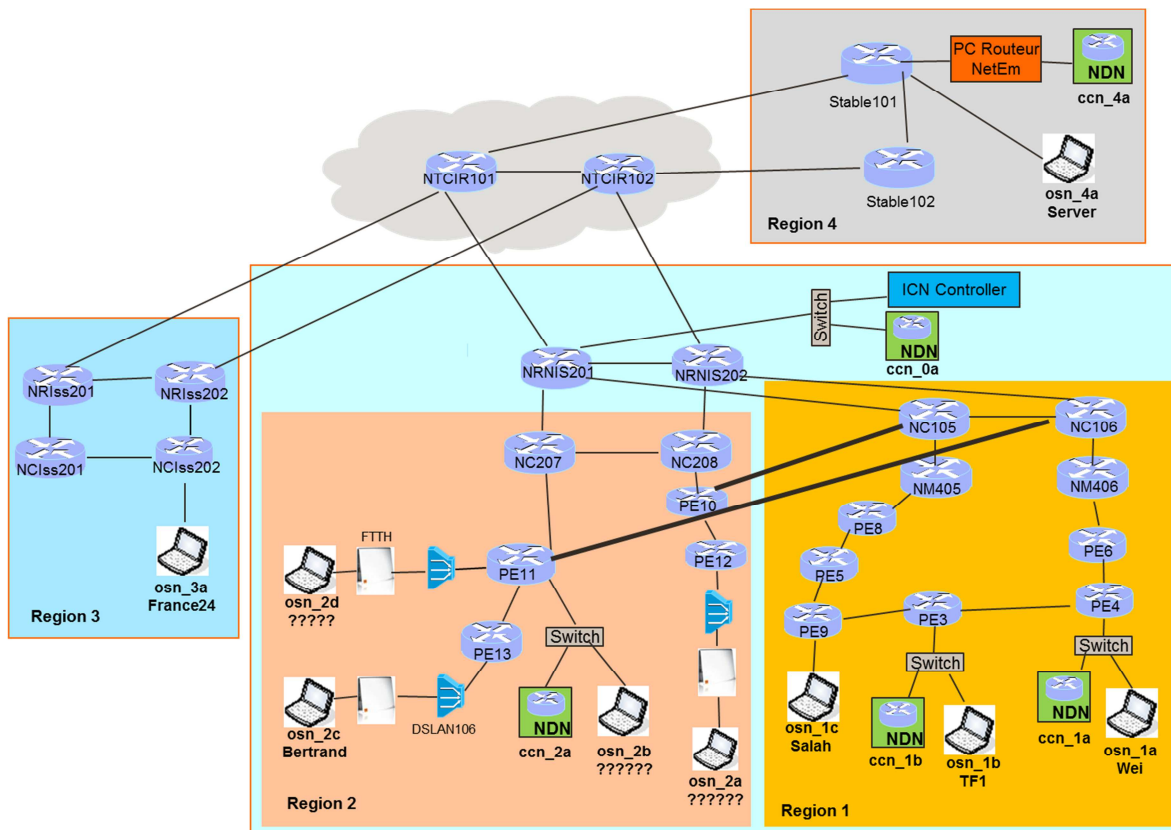 PC Routeur
NetEm
NDN
ccn_4a
Stable101
NTCIR101
NTCIR102
Stable102
osn_4a
Server
Region 4
ICN Controller
Switch
NDN
ccn_0a
NRNIS201
NRNIS202
NRIss201
NRIss202
NCIss201
NCIss202
osn_3a
France24
Region 3
NC207
NC208
PE10
FTTH
PE11
PE12
osn_2d
?????
PE13
Switch
DSLAN106
osn_2c
Bertrand
NDN
ccn_2a
osn_2b
??????
osn_2a
??????
Region 2
NC105
NC106
NM405
NM406
PE8
PE6
PE5
PE4
PE3
PE9
Switch
Switch
osn_1c
Salah
NDN
ccn_1b
osn_1b
TF1
NDN
ccn_1a
osn_1a
Wei
Region 1